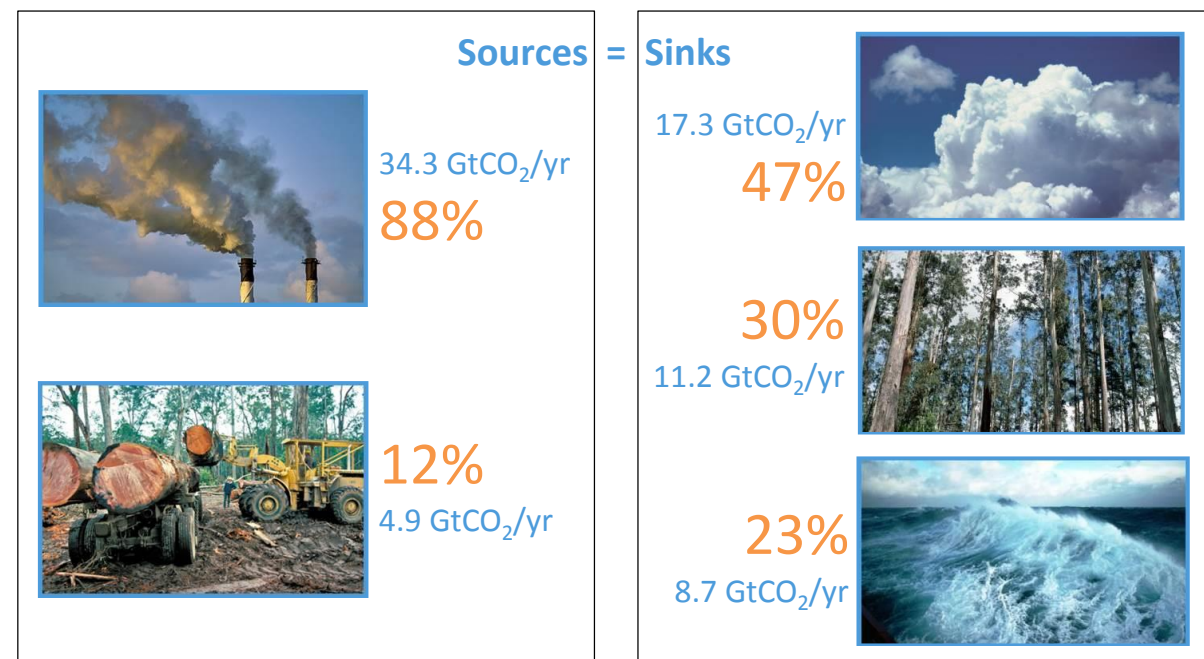 Sources = Sinks
34.3 GtCO₂/yr
88%
12%
4.9 GtCO₂/yr
17.3 GtCO₂/yr
47%
30%
11.2 GtCO₂/yr
23%
8.7 GtCO₂/yr